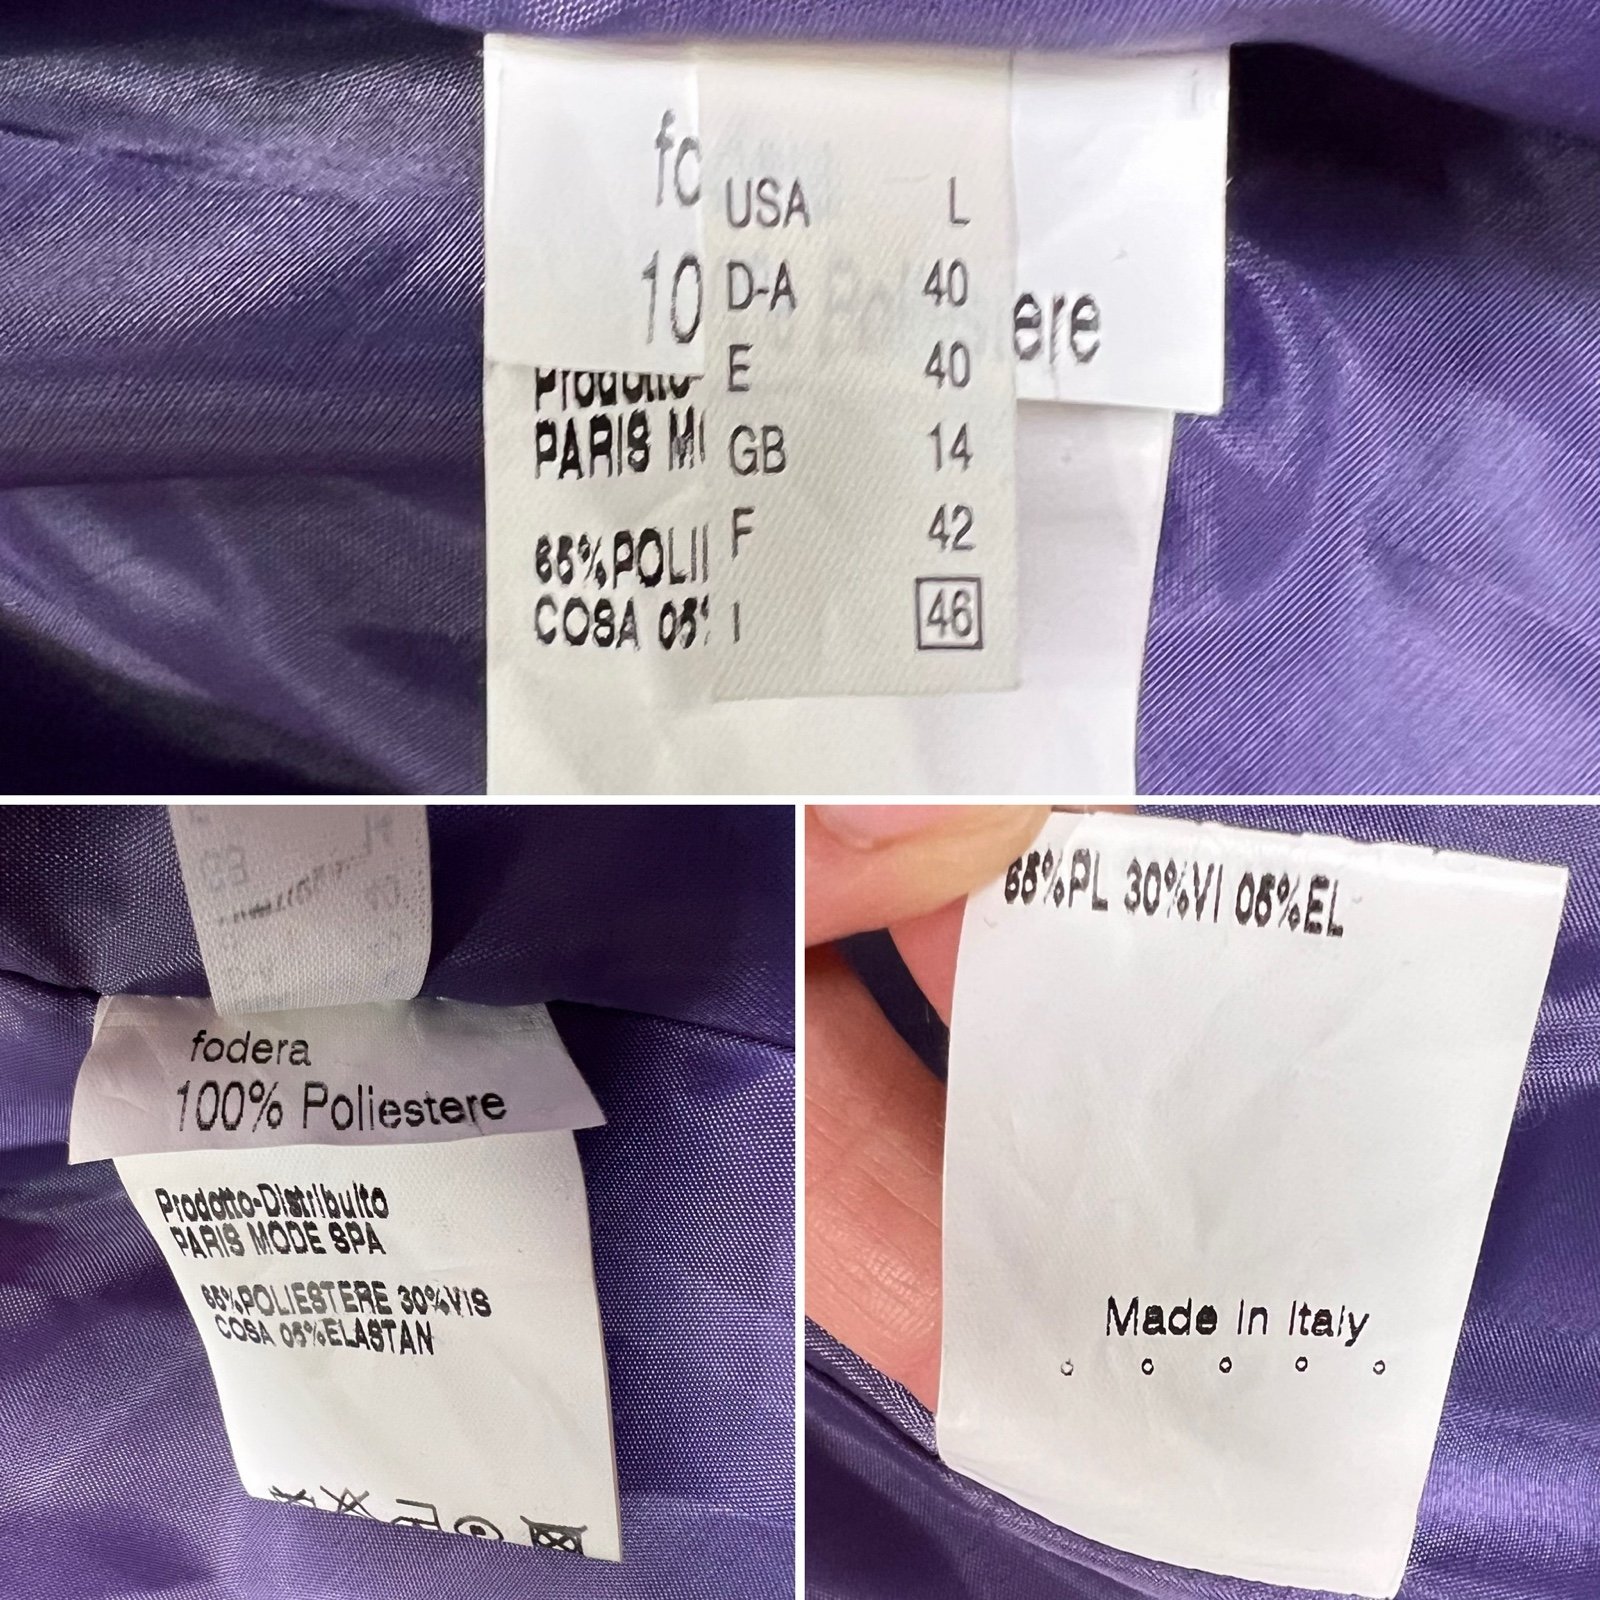 fo
10
ere
USA L
D-A 40
E 40
GB 14
F 42
I 46
Prodotto-
PARIS M
65%POLI
COSA 05
fodera
100% Poliestere
Prodotto-Distribuito
PARIS MODE SPA
65%POLIESTERE 30%VIS
COSA 05%ELASTAN
65%PL 30%VI 05%EL
Made In Italy